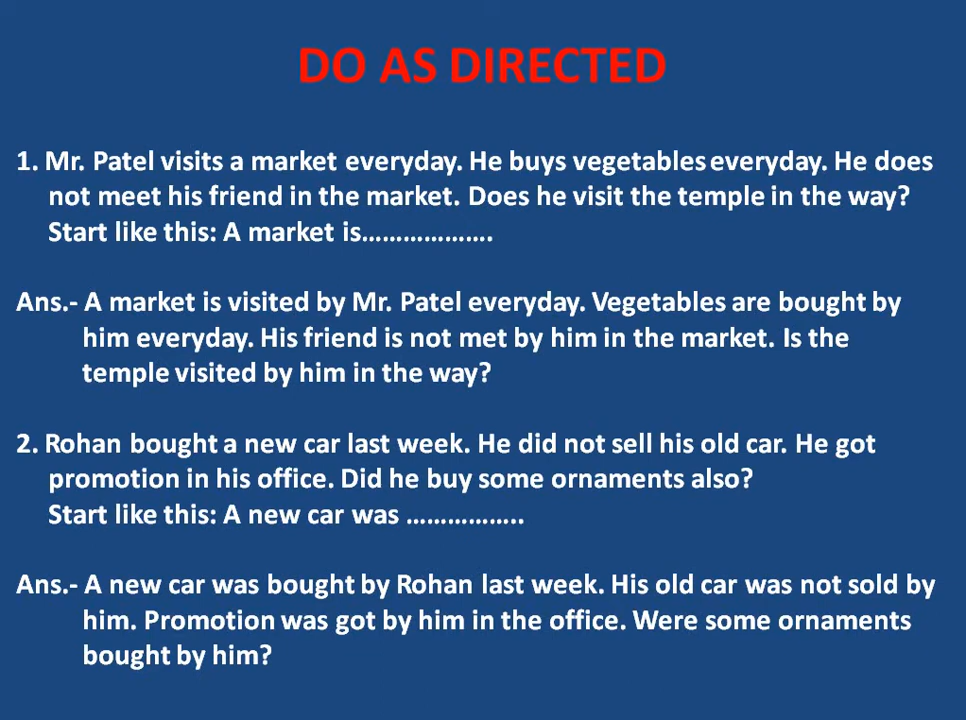 DO AS DIRECTED
1. Mr. Patel visits a market everyday. He buys vegetables everyday. He does
not meet his friend in the market. Does he visit the temple in the way?
Start like this: A market is……………….
Ans.- A market is visited by Mr. Patel everyday. Vegetables are bought by
him everyday. His friend is not met by him in the market. Is the
temple visited by him in the way?
2. Rohan bought a new car last week. He did not sell his old car. He got
promotion in his office. Did he buy some ornaments also?
Start like this: A new car was ……………..
Ans.- A new car was bought by Rohan last week. His old car was not sold by
him. Promotion was got by him in the office. Were some ornaments
bought by him?